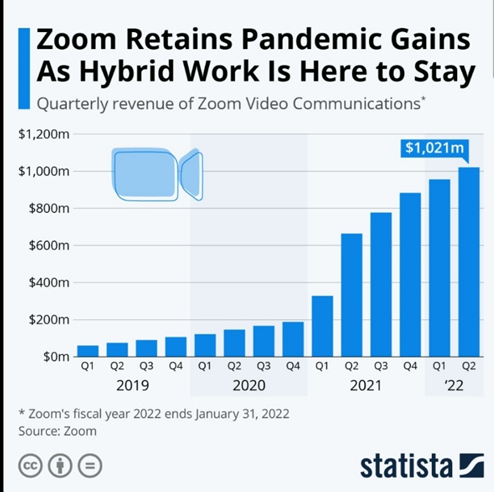 Zoom Retains Pandemic Gains
As Hybrid Work Is Here to Stay
Quarterly revenue of Zoom Video Communications*
$1,200m
$1,000m
$800m
$600m
$400m
$200m
$0m
$1,021m
Q1 Q2 Q3 Q4 Q1 Q2 Q3 Q4 Q1 Q2 Q3 Q4 Q1 Q2
2019 2020 2021 '22
* Zoom's fiscal year 2022 ends January 31, 2022
Source: Zoom
cc
statista